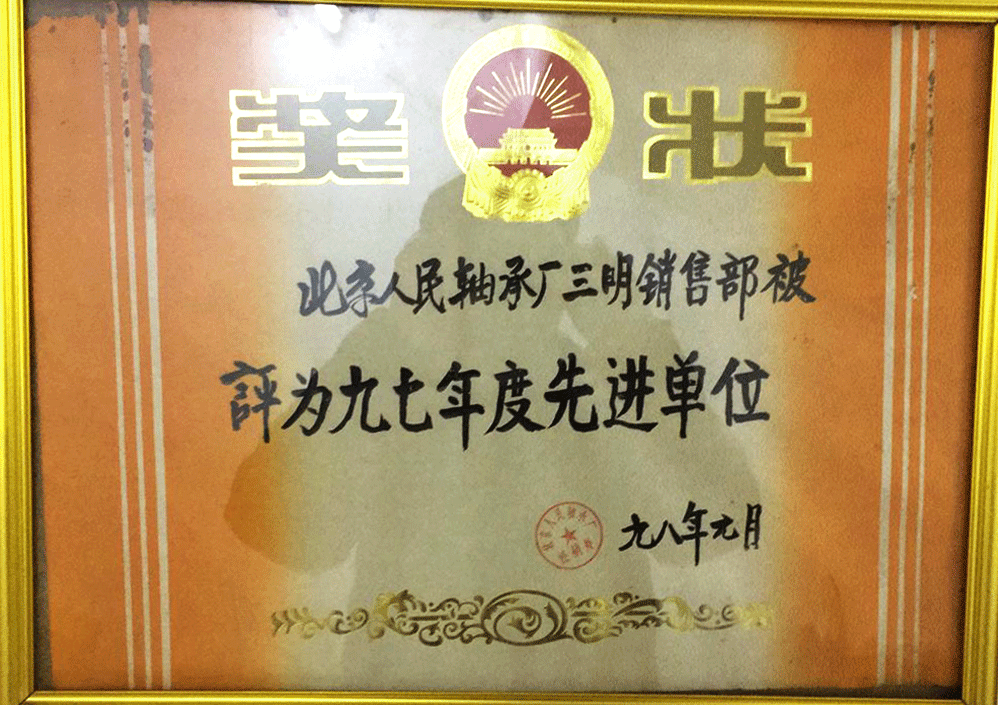 奖状
北京人民轴承厂三明销售部被
評为九七年度先进单位
九八年元月